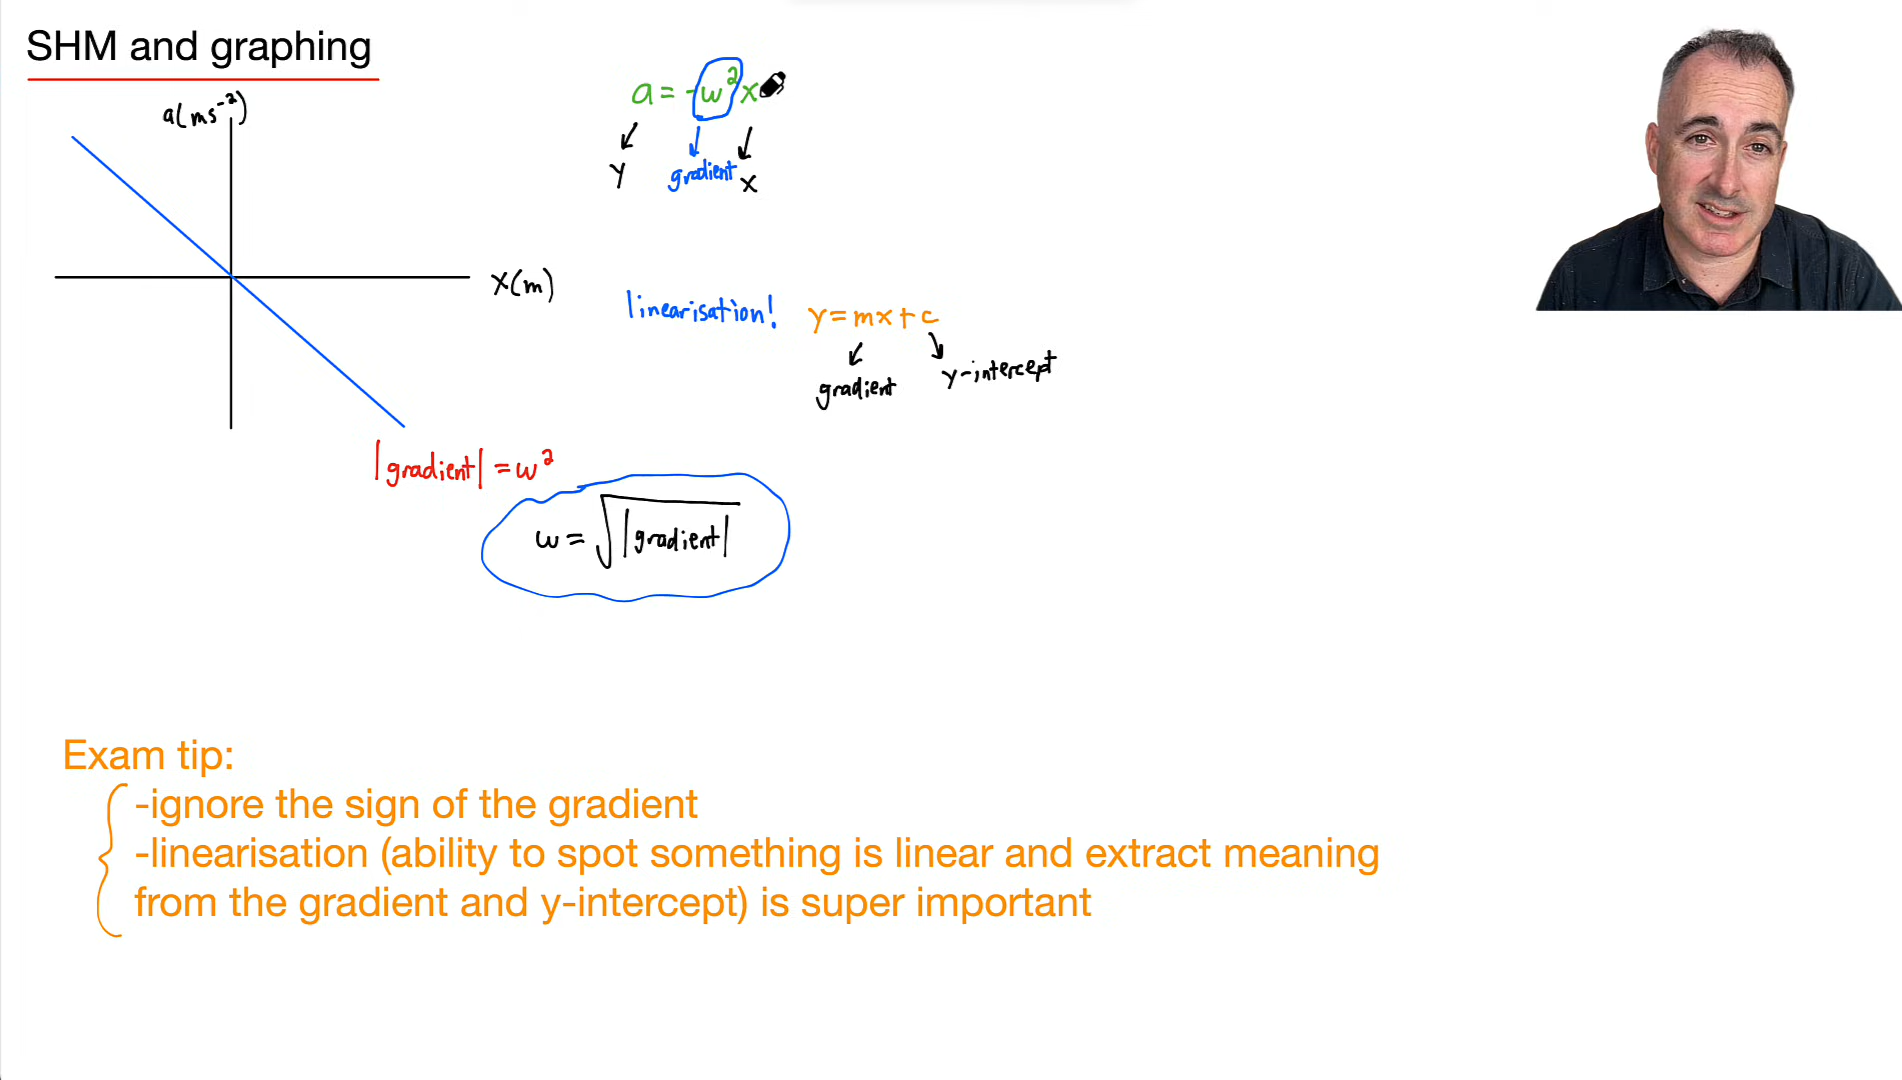 SHM and graphing
a(ms⁻²)
a = -w²x
y gradient x
x(m)
linearisation! y=mx+c
gradient y-intercept
|gradient| = w²
w = √|gradient|
Exam tip:
-ignore the sign of the gradient
-linearisation (ability to spot something is linear and extract meaning
from the gradient and y-intercept) is super important